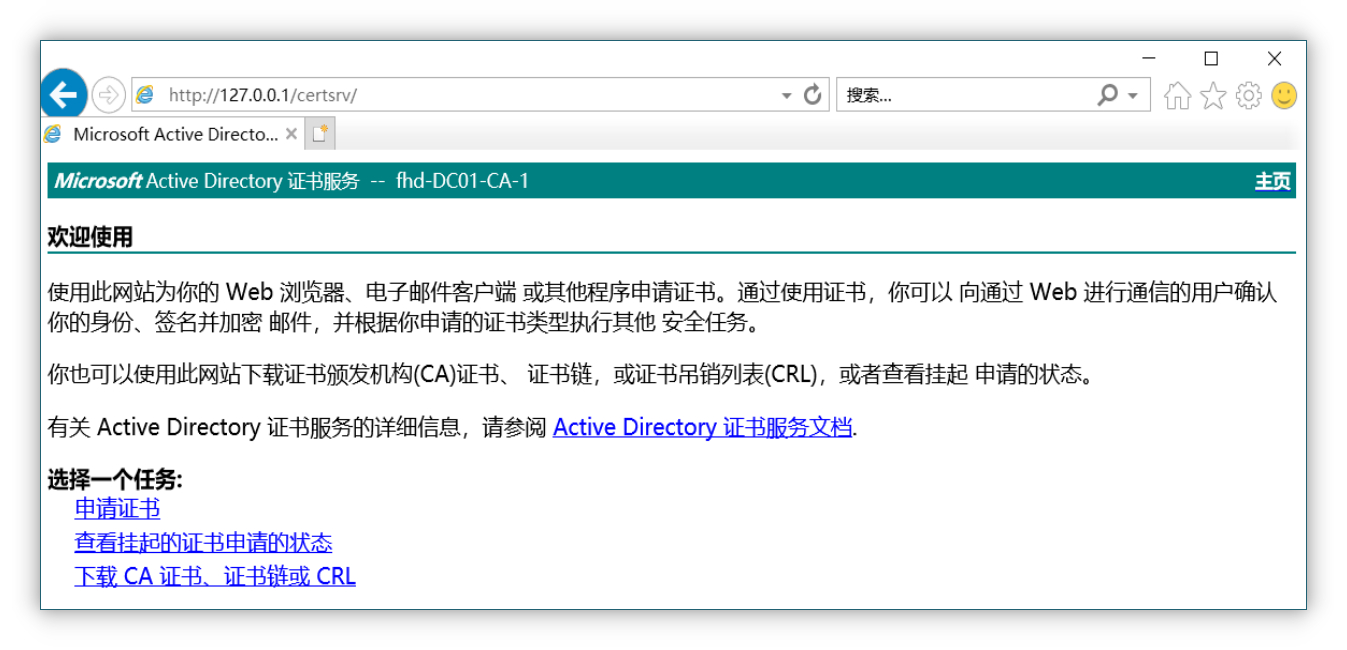 http://127.0.0.1/certsrv/
搜索...
Microsoft Active Directo...
Microsoft Active Directory 证书服务 -- fhd-DC01-CA-1
主页
欢迎使用
使用此网站为你的 Web 浏览器、电子邮件客户端 或其他程序申请证书。通过使用证书，你可以 向通过 Web 进行通信的用户确认
你的身份、签名并加密 邮件，并根据你申请的证书类型执行其他 安全任务。
你也可以使用此网站下载证书颁发机构(CA)证书、 证书链，或证书吊销列表(CRL)，或者查看挂起 申请的状态。
有关 Active Directory 证书服务的详细信息，请参阅 Active Directory 证书服务文档.
选择一个任务:
申请证书
查看挂起的证书申请的状态
下载 CA 证书、证书链或 CRL